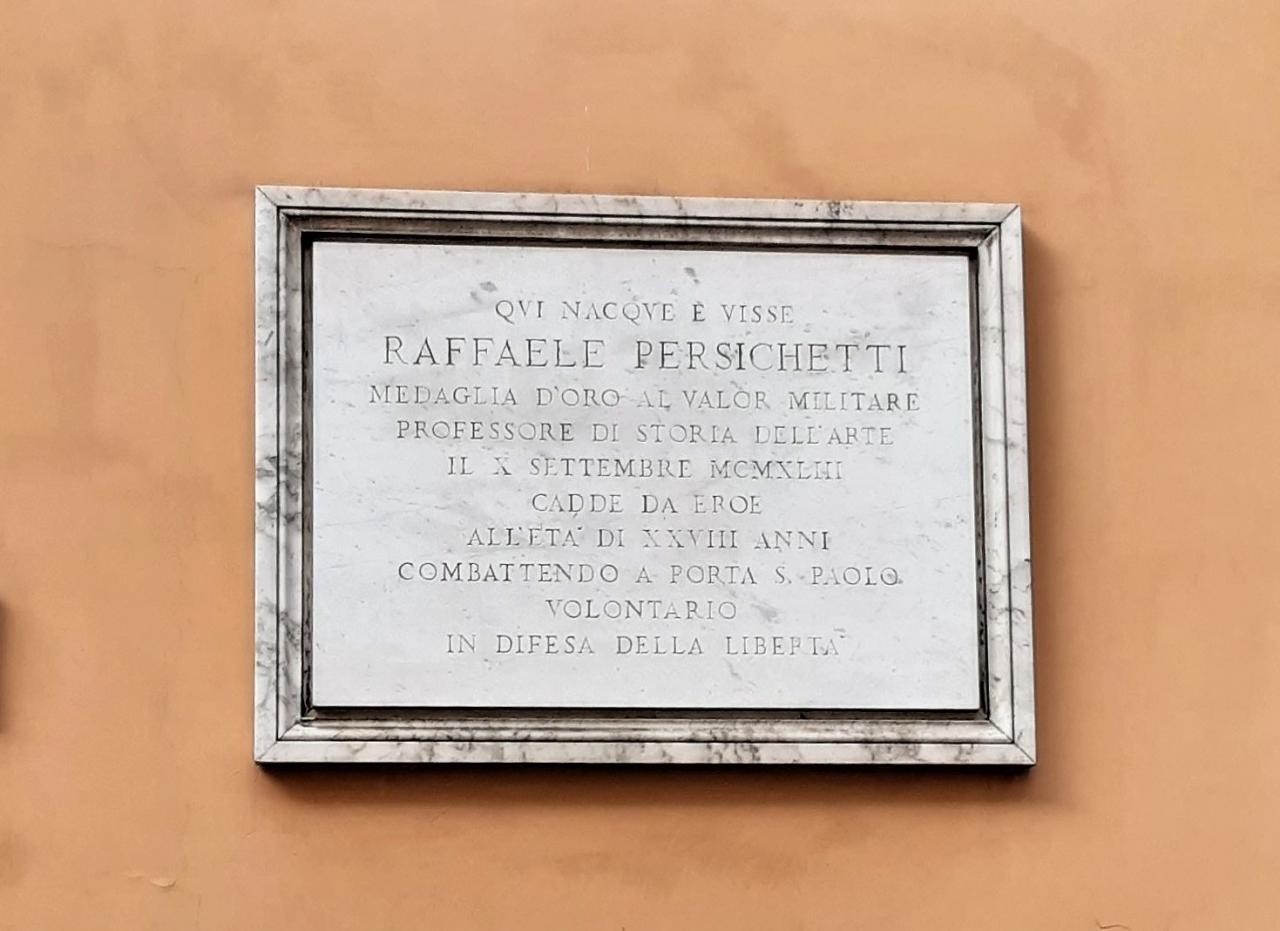 QVI NACQVE E VISSE
RAFFAELE PERSICHETTI
MEDAGLIA D'ORO AL VALOR MILITARE
PROFESSORE DI STORIA DELL'ARTE
IL X SETTEMBRE MCMXLIII
CADDE DA EROE
ALL'ETA' DI XXVIII ANNI
COMBATTENDO A PORTA S. PAOLO
VOLONTARIO
IN DIFESA DELLA LIBERTA'